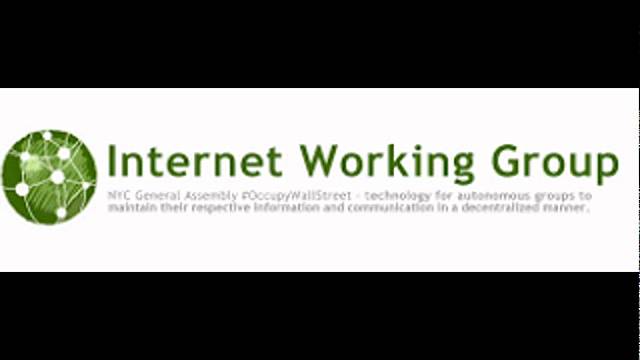 Internet Working Group
NYC General Assembly #OccupyWallStreet - technology for autonomous groups to
maintain their respective information and communication in a decentralized manner.